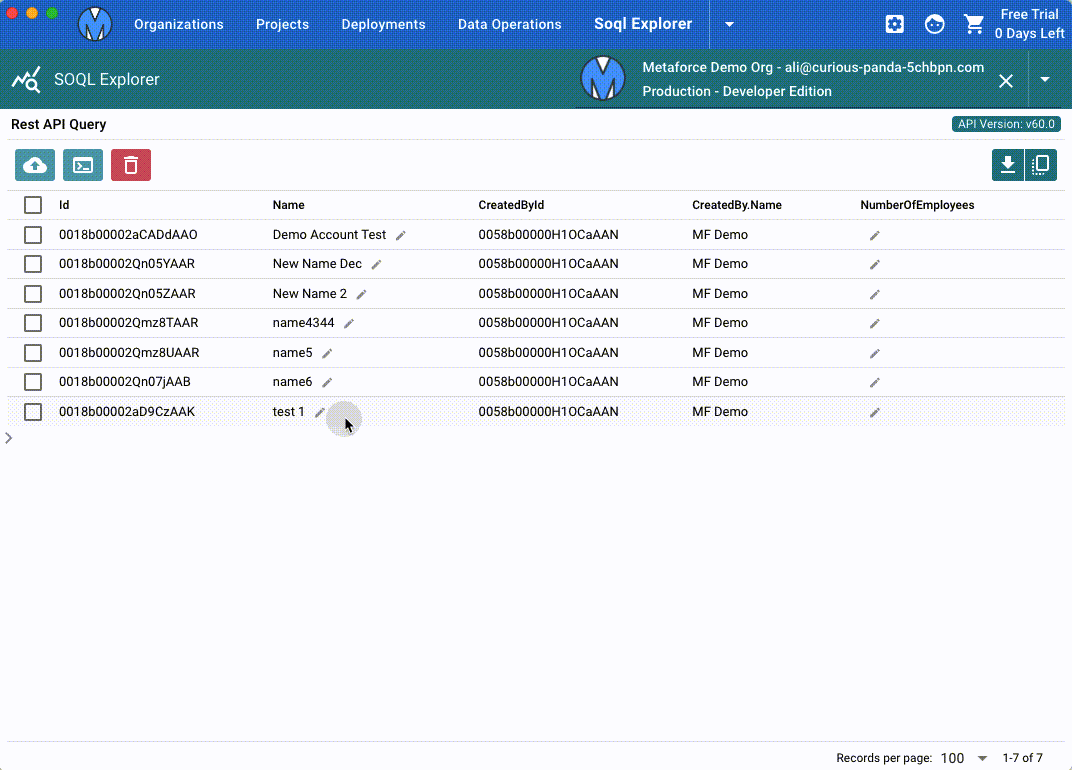 Organizations Projects Deployments Data Operations Soql Explorer Free Trial
0 Days Left
SOQL Explorer
Metaforce Demo Org - ali@curious-panda-5chbpn.com
Production - Developer Edition
Rest API Query API Version: v60.0
Id Name CreatedById CreatedBy.Name NumberOfEmployees
0018b00002aCADdAAO Demo Account Test 0058b00000H1OCaAAN MF Demo
0018b00002Qn05YAAR New Name Dec 0058b00000H1OCaAAN MF Demo
0018b00002Qn05ZAAR New Name 2 0058b00000H1OCaAAN MF Demo
0018b00002Qmz8TAAR name4344 0058b00000H1OCaAAN MF Demo
0018b00002Qmz8UAAR name5 0058b00000H1OCaAAN MF Demo
0018b00002Qn07jAAB name6 0058b00000H1OCaAAN MF Demo
0018b00002aD9CzAAK test 1 0058b00000H1OCaAAN MF Demo
Records per page: 100 1-7 of 7